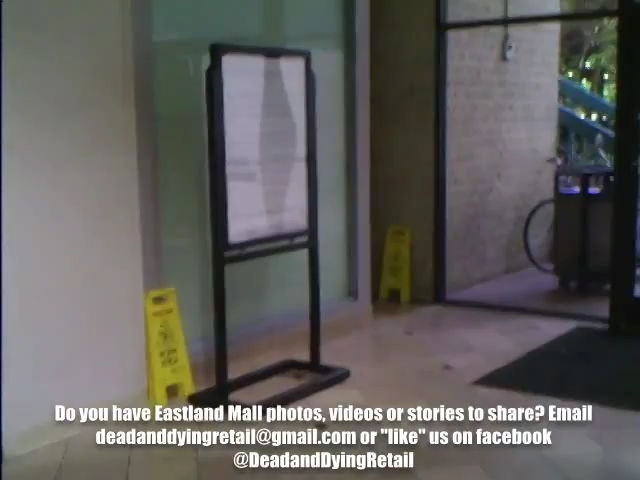 Do you have Eastland Mall photos, videos or stories to share? Email
deadanddyingretail@gmail.com or "like" us on facebook
@DeadandDyingRetail